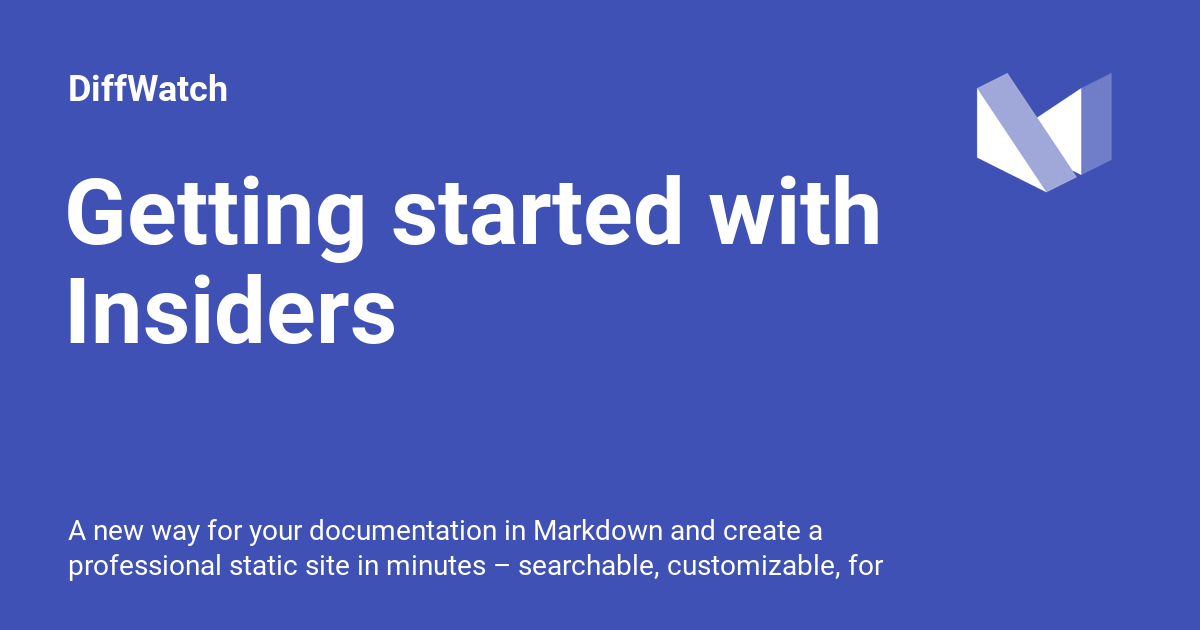 DiffWatch
Getting started with
Insiders
A new way for your documentation in Markdown and create a
professional static site in minutes – searchable, customizable, for